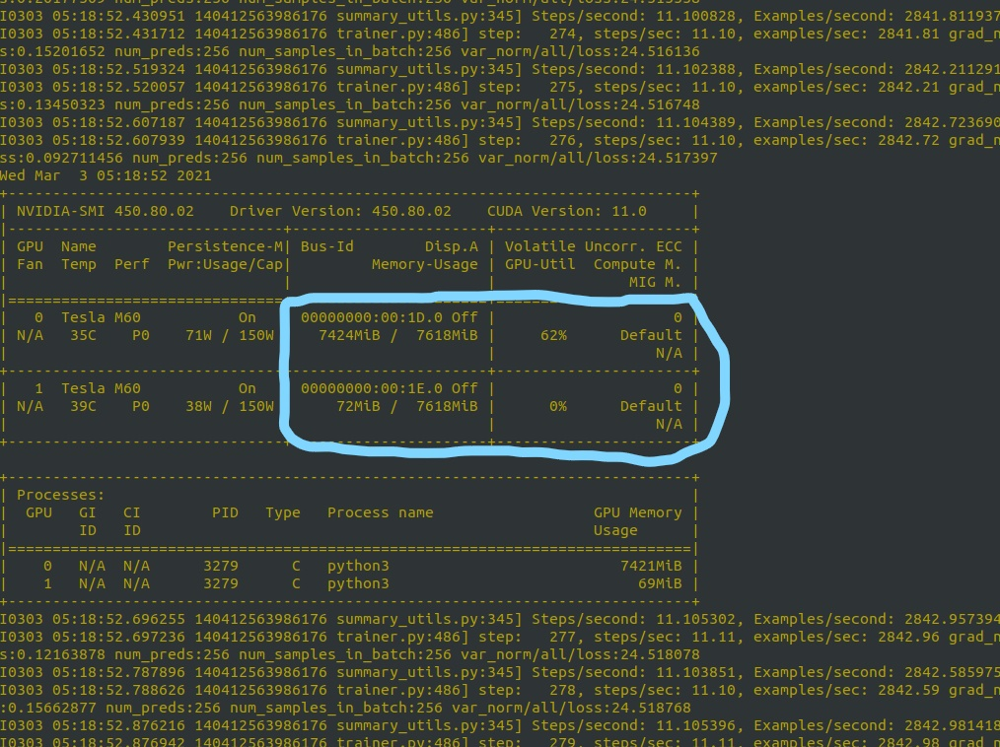 I0303 05:18:52.430951 140412563986176 summary_utils.py:345] Steps/second: 11.100828, Examples/second: 2841.811937
I0303 05:18:52.431712 140412563986176 trainer.py:486] step:   274, steps/sec: 11.10, examples/sec: 2841.81 grad_n
s:0.15201652 num_preds:256 num_samples_in_batch:256 var_norm/all/loss:24.516136
I0303 05:18:52.519324 140412563986176 summary_utils.py:345] Steps/second: 11.102388, Examples/second: 2842.211291
I0303 05:18:52.520057 140412563986176 trainer.py:486] step:   275, steps/sec: 11.10, examples/sec: 2842.21 grad_n
s:0.13450323 num_preds:256 num_samples_in_batch:256 var_norm/all/loss:24.516748
I0303 05:18:52.607187 140412563986176 summary_utils.py:345] Steps/second: 11.104389, Examples/second: 2842.723690
I0303 05:18:52.607939 140412563986176 trainer.py:486] step:   276, steps/sec: 11.10, examples/sec: 2842.72 grad_n
ss:0.092711456 num_preds:256 num_samples_in_batch:256 var_norm/all/loss:24.517397
Wed Mar  3 05:18:52 2021
NVIDIA-SMI 450.80.02    Driver Version: 450.80.02    CUDA Version: 11.0
GPU  Name        Persistence-M| Bus-Id        Disp.A | Volatile Uncorr. ECC |
Fan  Temp  Perf  Pwr:Usage/Cap|         Memory-Usage | GPU-Util  Compute M. |
MIG M. |
0  Tesla M60           On    00000000:00:1D.0 Off |                    0
N/A   35C    P0    71W / 150W   7424MiB /  7618MiB |     62%      Default |
N/A |
1  Tesla M60           On    00000000:00:1E.0 Off |                    0 |
N/A   39C    P0    38W / 150W     72MiB /  7618MiB |      0%      Default |
N/A |
Processes:
GPU   GI   CI        PID   Type   Process name                  GPU Memory |
ID   ID                                                   Usage      |
0   N/A  N/A      3279      C   python3                          7421MiB |
1   N/A  N/A      3279      C   python3                            69MiB |
I0303 05:18:52.696255 140412563986176 summary_utils.py:345] Steps/second: 11.105302, Examples/second: 2842.957394
I0303 05:18:52.697236 140412563986176 trainer.py:486] step:   277, steps/sec: 11.11, examples/sec: 2842.96 grad_n
s:0.12163878 num_preds:256 num_samples_in_batch:256 var_norm/all/loss:24.518078
I0303 05:18:52.787896 140412563986176 summary_utils.py:345] Steps/second: 11.103851, Examples/second: 2842.585975
I0303 05:18:52.788626 140412563986176 trainer.py:486] step:   278, steps/sec: 11.10, examples/sec: 2842.59 grad_n
:0.15662877 num_preds:256 num_samples_in_batch:256 var_norm/all/loss:24.518768
I0303 05:18:52.876216 140412563986176 summary_utils.py:345] Steps/second: 11.105396, Examples/second: 2842.981418
I0303 05:18:52.876942 140412563986176 trainer.py:486] step:   279, steps/sec: 11.11, examples/sec: 2842.98 grad_n